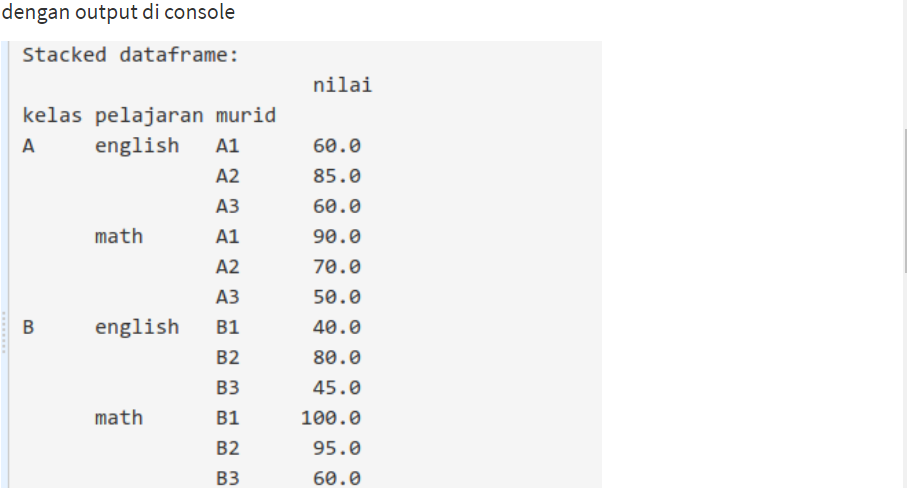 dengan output di console
Stacked dataframe:
nilai
kelas pelajaran murid
A english A1 60.0
A2 85.0
A3 60.0
math A1 90.0
A2 70.0
A3 50.0
B english B1 40.0
B2 80.0
B3 45.0
math B1 100.0
B2 95.0
B3 60.0